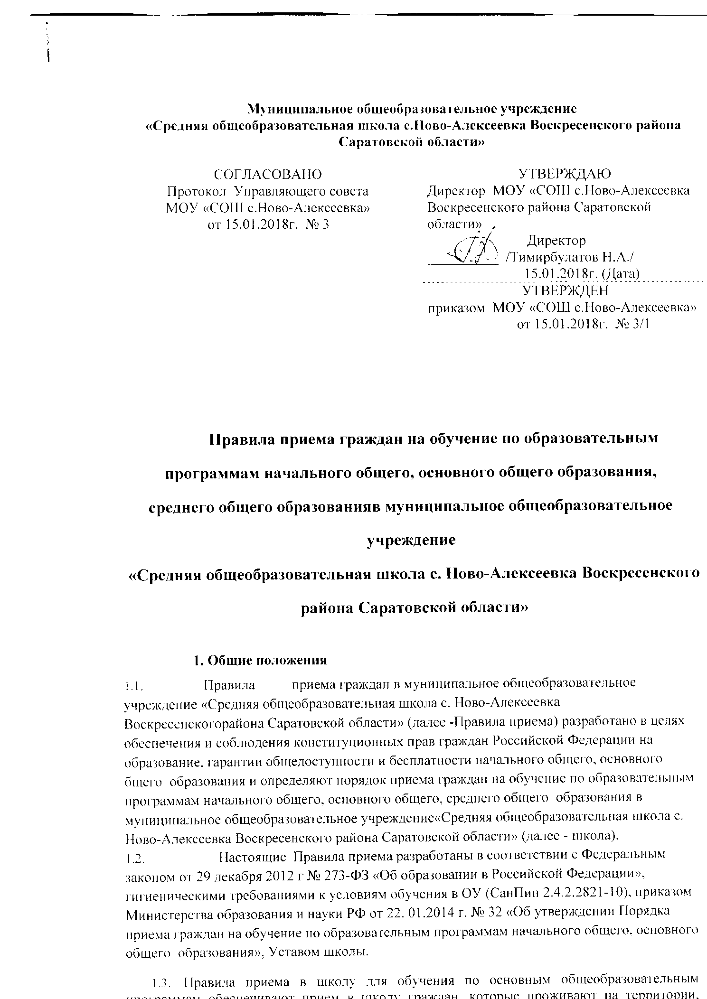 Муниципальное общеобразовательное учреждение
«Средняя общеобразовательная школа с.Ново-Алексеевка Воскресенского района
Саратовской области»
СОГЛАСОВАНО
Протокол Управляющего совета
МОУ «СОШ с.Ново-Алексеевка»
от 15.01.2018г. № 3
УТВЕРЖДАЮ
Директор МОУ «СОШ с.Ново-Алексеевка
Воскресенского района Саратовской
области»
Директор
/Тимирбулатов Н.А./
15.01.2018г. (Дата)
УТВЕРЖДЕН
приказом МОУ «СОШ с.Ново-Алексеевка»
от 15.01.2018г. № 3/1
Правила приема граждан на обучение по образовательным
программам начального общего, основного общего образования,
среднего общего образованияв муниципальное общеобразовательное
учреждение
«Средняя общеобразовательная школа с. Ново-Алексеевка Воскресенского
района Саратовской области»
1. Общие положения
1.1. Правила приема граждан в муниципальное общеобразовательное
учреждение «Средняя общеобразовательная школа с. Ново-Алексеевка
Воскресенскогорайона Саратовской области» (далее -Правила приема) разработано в целях
обеспечения и соблюдения конституционных прав граждан Российской Федерации на
образование, гарантии общедоступности и бесплатности начального общего, основного
бщего образования и определяют порядок приема граждан на обучение по образовательным
программам начального общего, основного общего, среднего общего образования в
муниципальное общеобразовательное учреждение«Средняя общеобразовательная школа с.
Ново-Алексеевка Воскресенского района Саратовской области» (далее - школа).
1.2. Настоящие Правила приема разработаны в соответствии с Федеральным
законом от 29 декабря 2012 г № 273-ФЗ «Об образовании в Российской Федерации»,
гигиеническими требованиями к условиям обучения в ОУ (СанПин 2.4.2.2821-10), приказом
Министерства образования и науки РФ от 22. 01.2014 г. № 32 «Об утверждении Порядка
приема граждан на обучение по образовательным программам начального общего, основного
общего образования», Уставом школы.
1.3. Правила приема в школу для обучения по основным общеобразовательным
программам обеспечивают прием в школу граждан, которые проживают на территории,